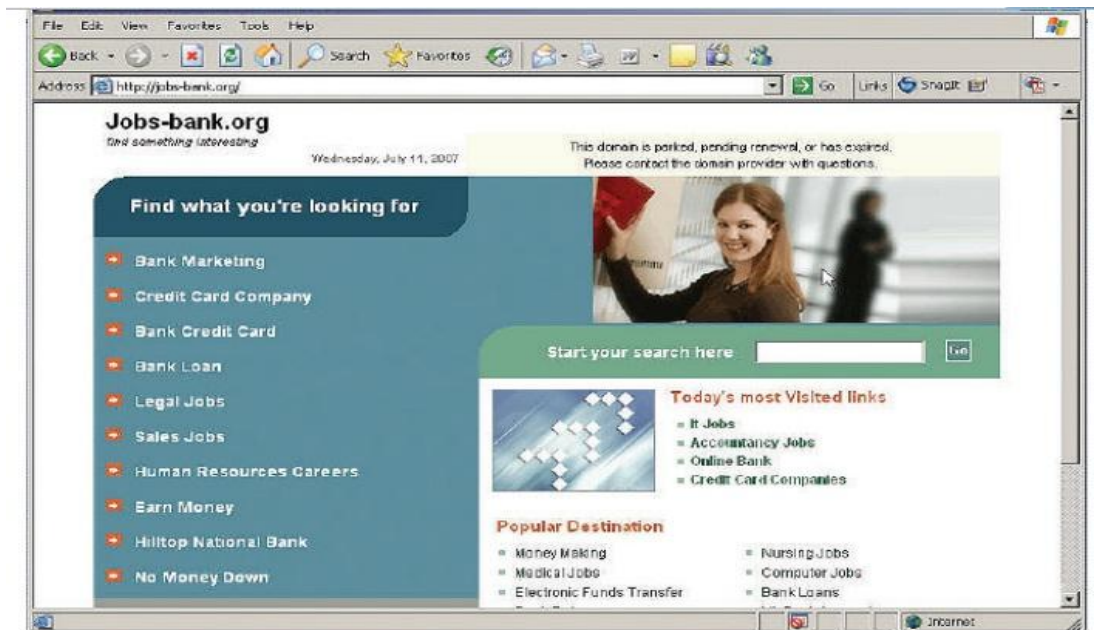 File Edit View Favorites Tools Help
Back Search Favorites
Address http://jobs-bank.org/ Go Links SnagIt
Jobs-bank.org
find something interesting
Wednesday, July 11, 2007
This domain is parked, pending renewal, or has expired.
Please contact the domain provider with questions.
Find what you're looking for
Bank Marketing
Credit Card Company
Bank Credit Card
Bank Loan
Legal Jobs
Sales Jobs
Human Resources Careers
Earn Money
Hilltop National Bank
No Money Down
Start your search here Go
Today's most Visited links
It Jobs
Accountancy Jobs
Online Bank
Credit Card Companies
Popular Destination
Money Making
Medical Jobs
Electronic Funds Transfer
Nursing Jobs
Computer Jobs
Bank Loans
Internet